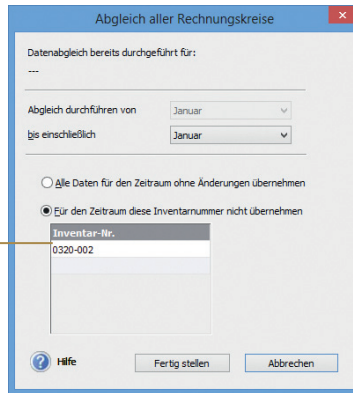 Abgleich aller Rechnungskreise
Datenabgleich bereits durchgeführt für:
---
Abgleich durchführen von Januar
bis einschließlich Januar
Alle Daten für den Zeitraum ohne Änderungen übernehmen
Für den Zeitraum diese Inventarnummer nicht übernehmen
Inventar-Nr.
0320-002
Hilfe Fertig stellen Abbrechen